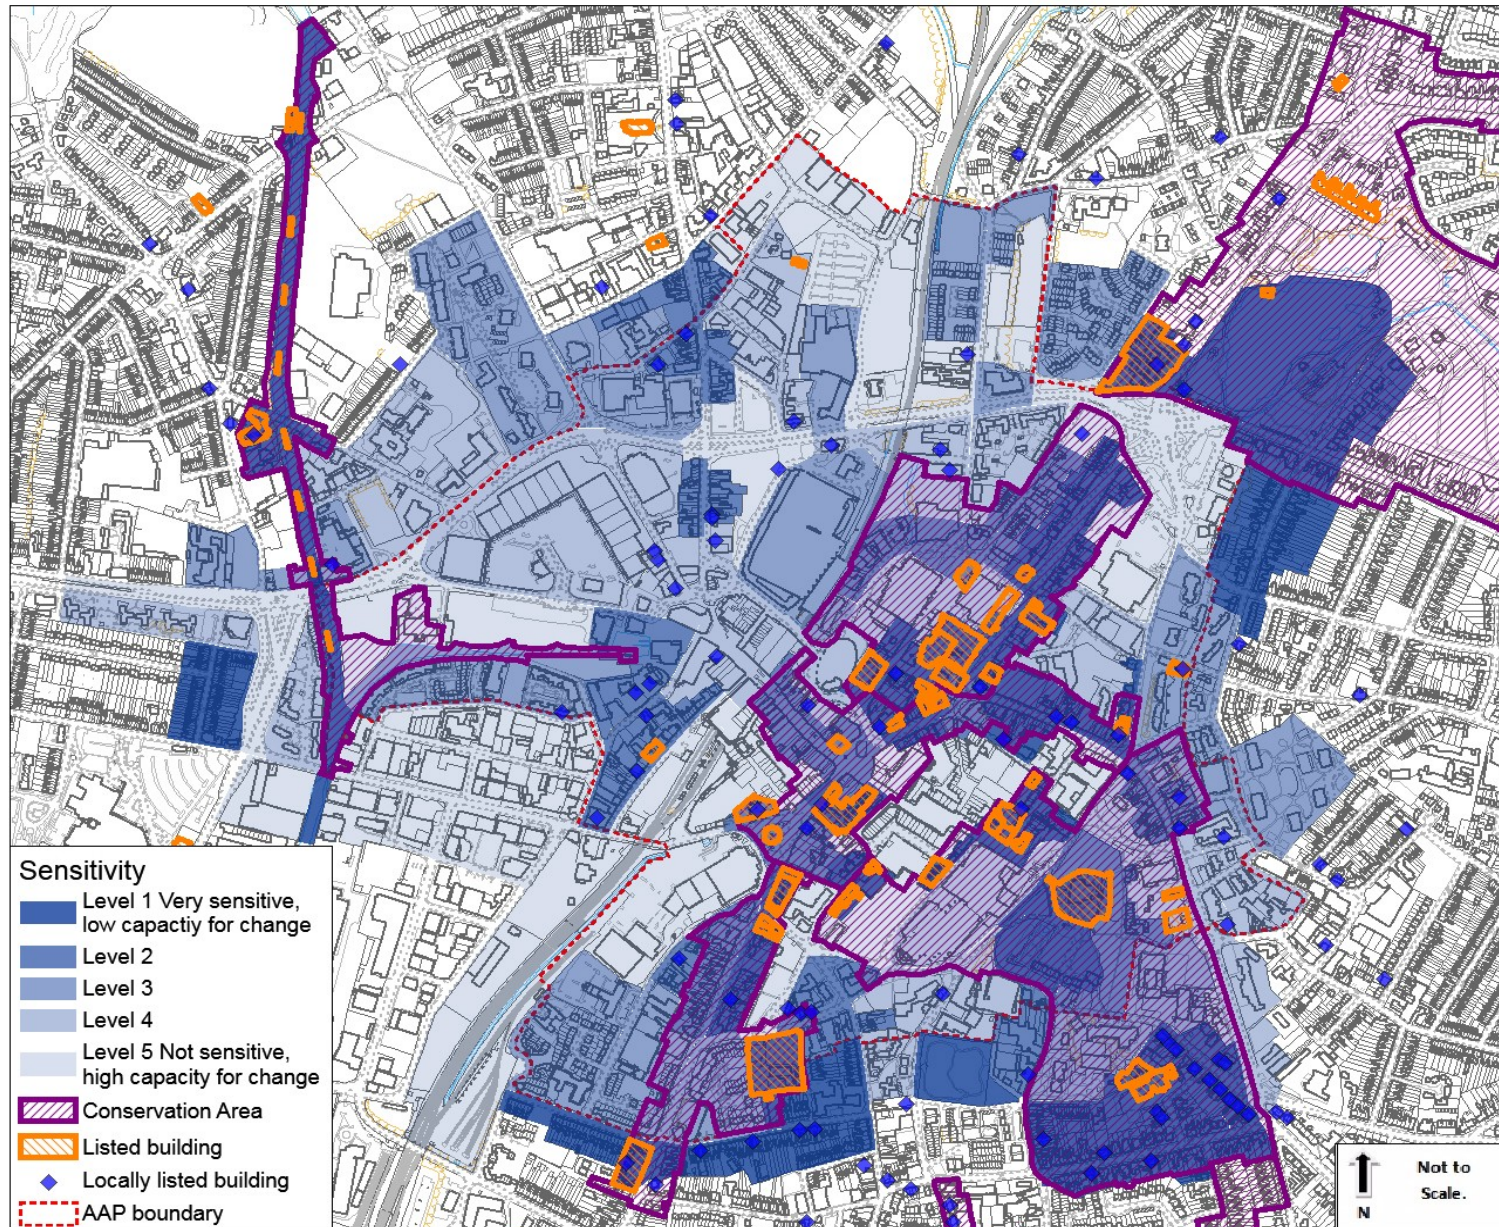 Sensitivity
Level 1 Very sensitive,
low capactiy for change
Level 2
Level 3
Level 4
Level 5 Not sensitive,
high capacity for change
Conservation Area
Listed building
Locally listed building
AAP boundary
Not to
Scale.
N